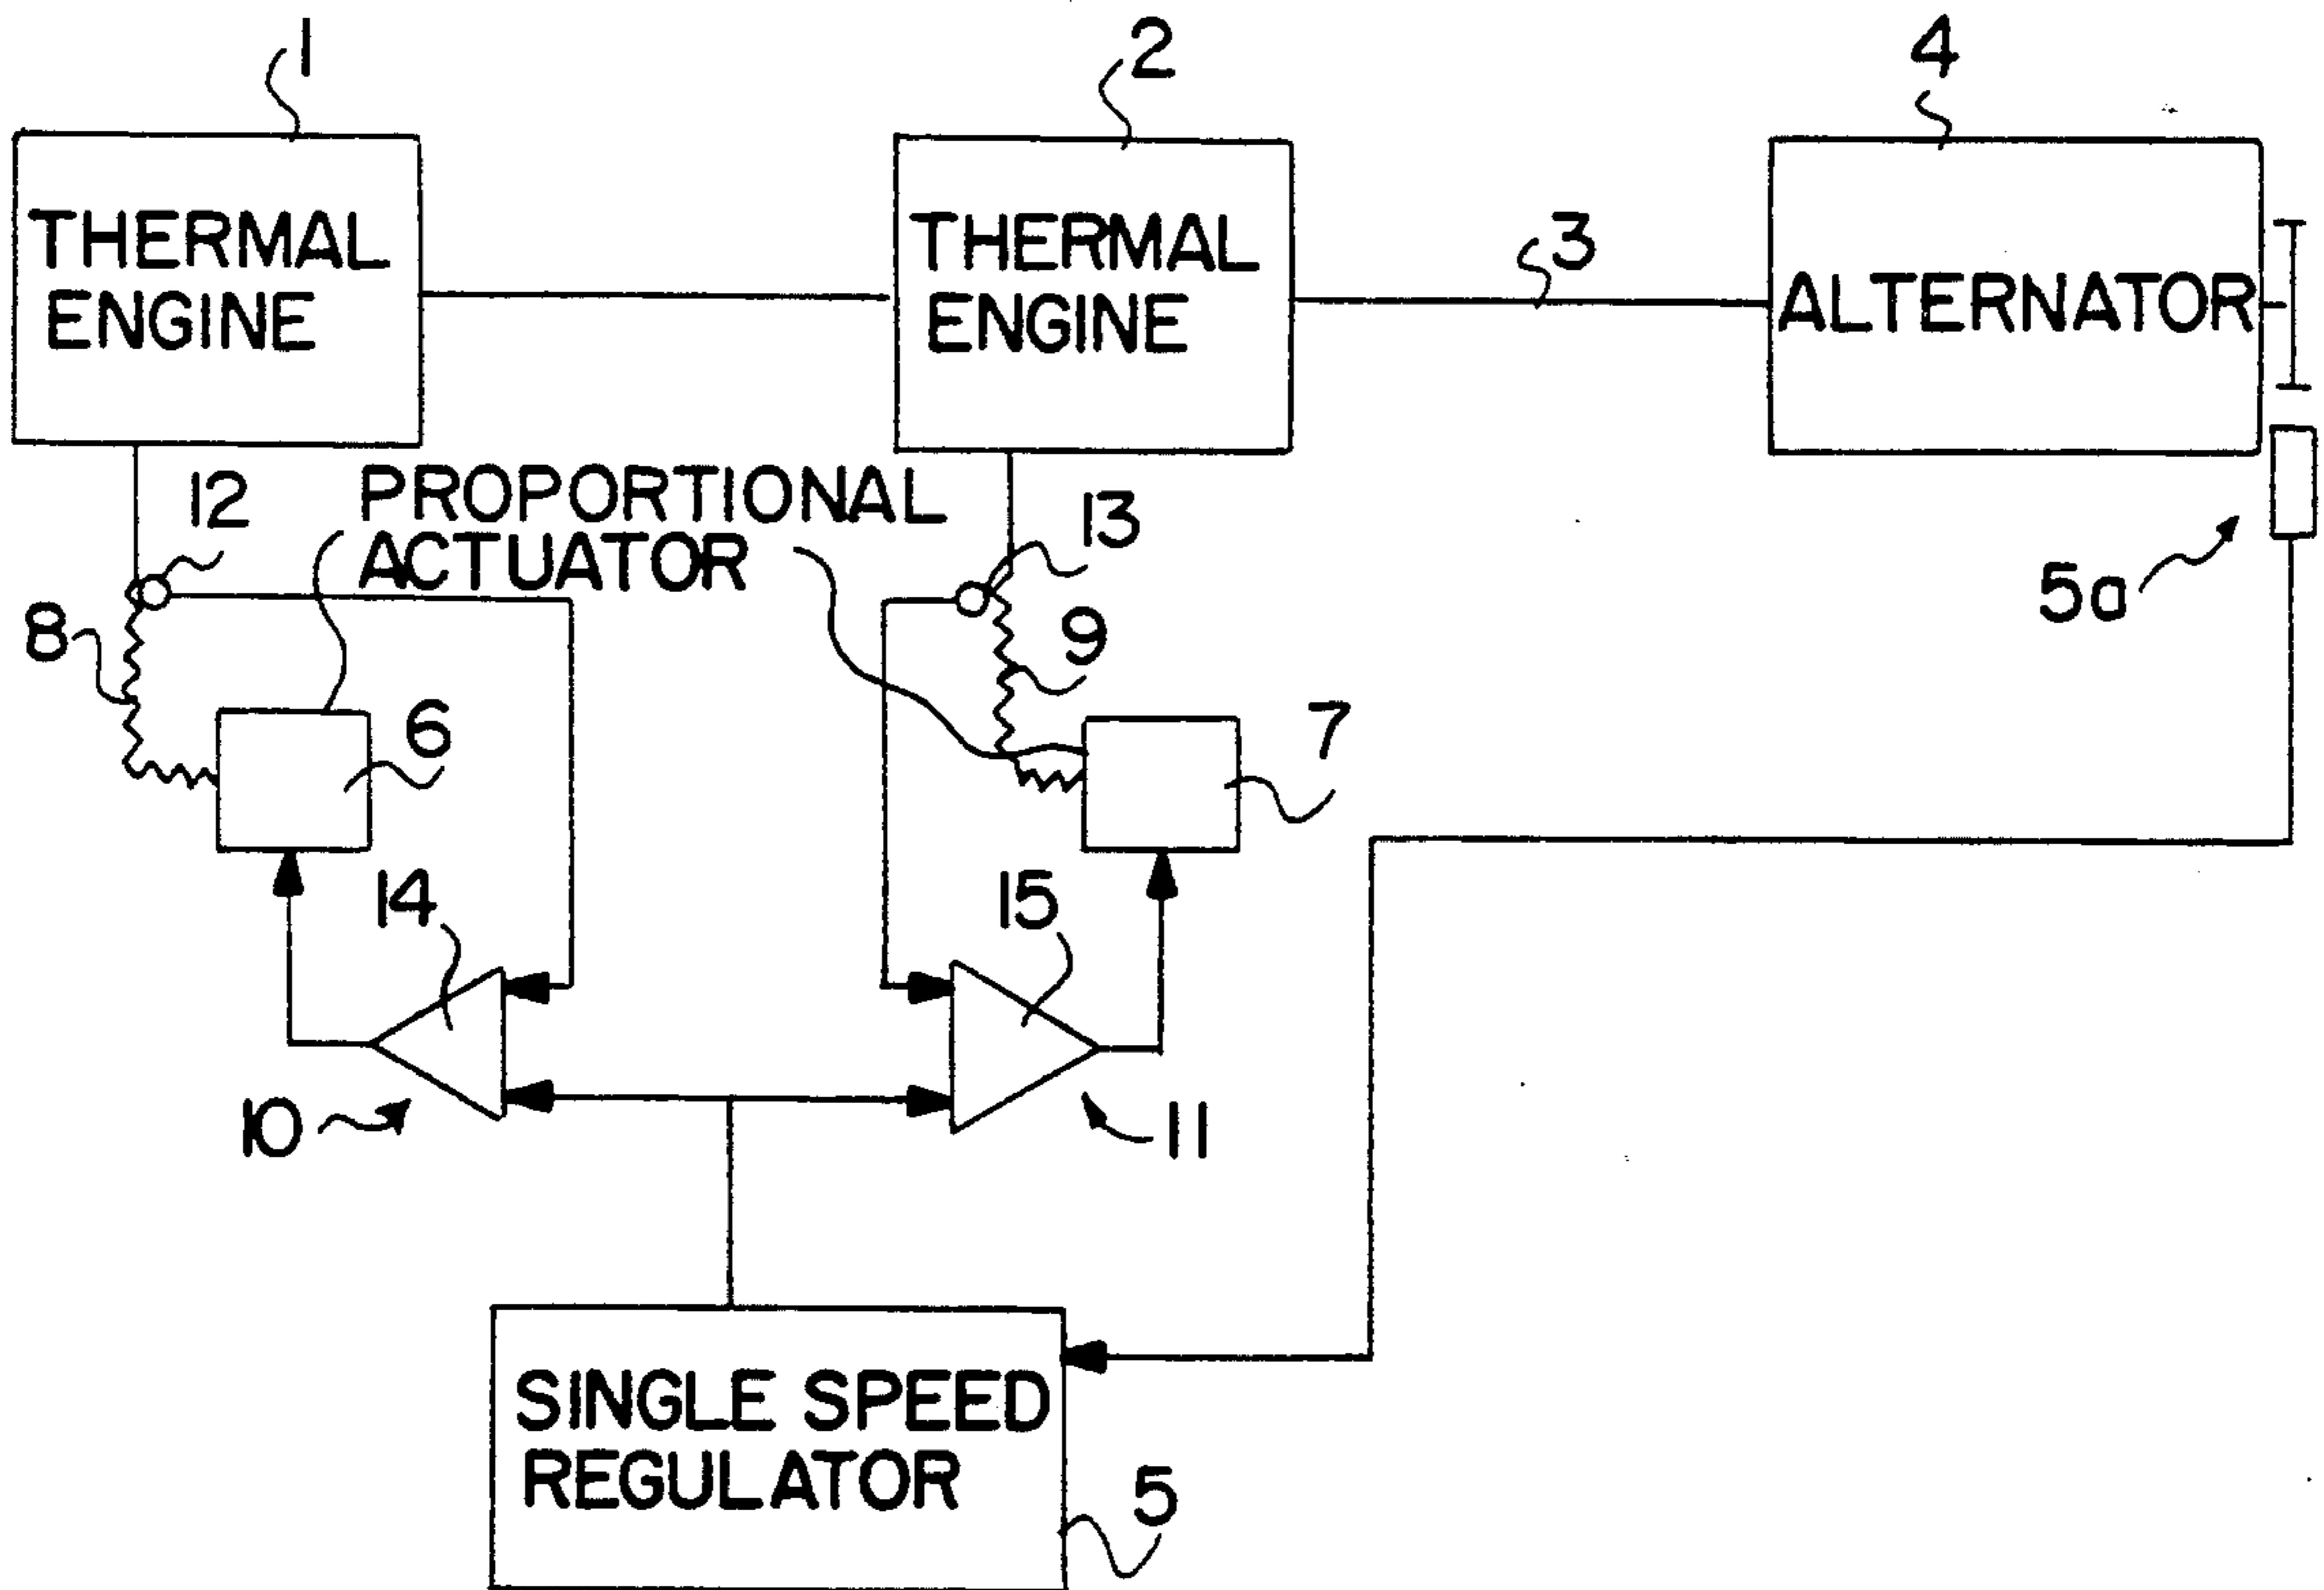 1
2
4
THERMAL
ENGINE
THERMAL
ENGINE
3
ALTERNATOR
12
PROPORTIONAL
ACTUATOR
13
5a
8
9
6
7
14
15
10
11
SINGLE SPEED
REGULATOR
5